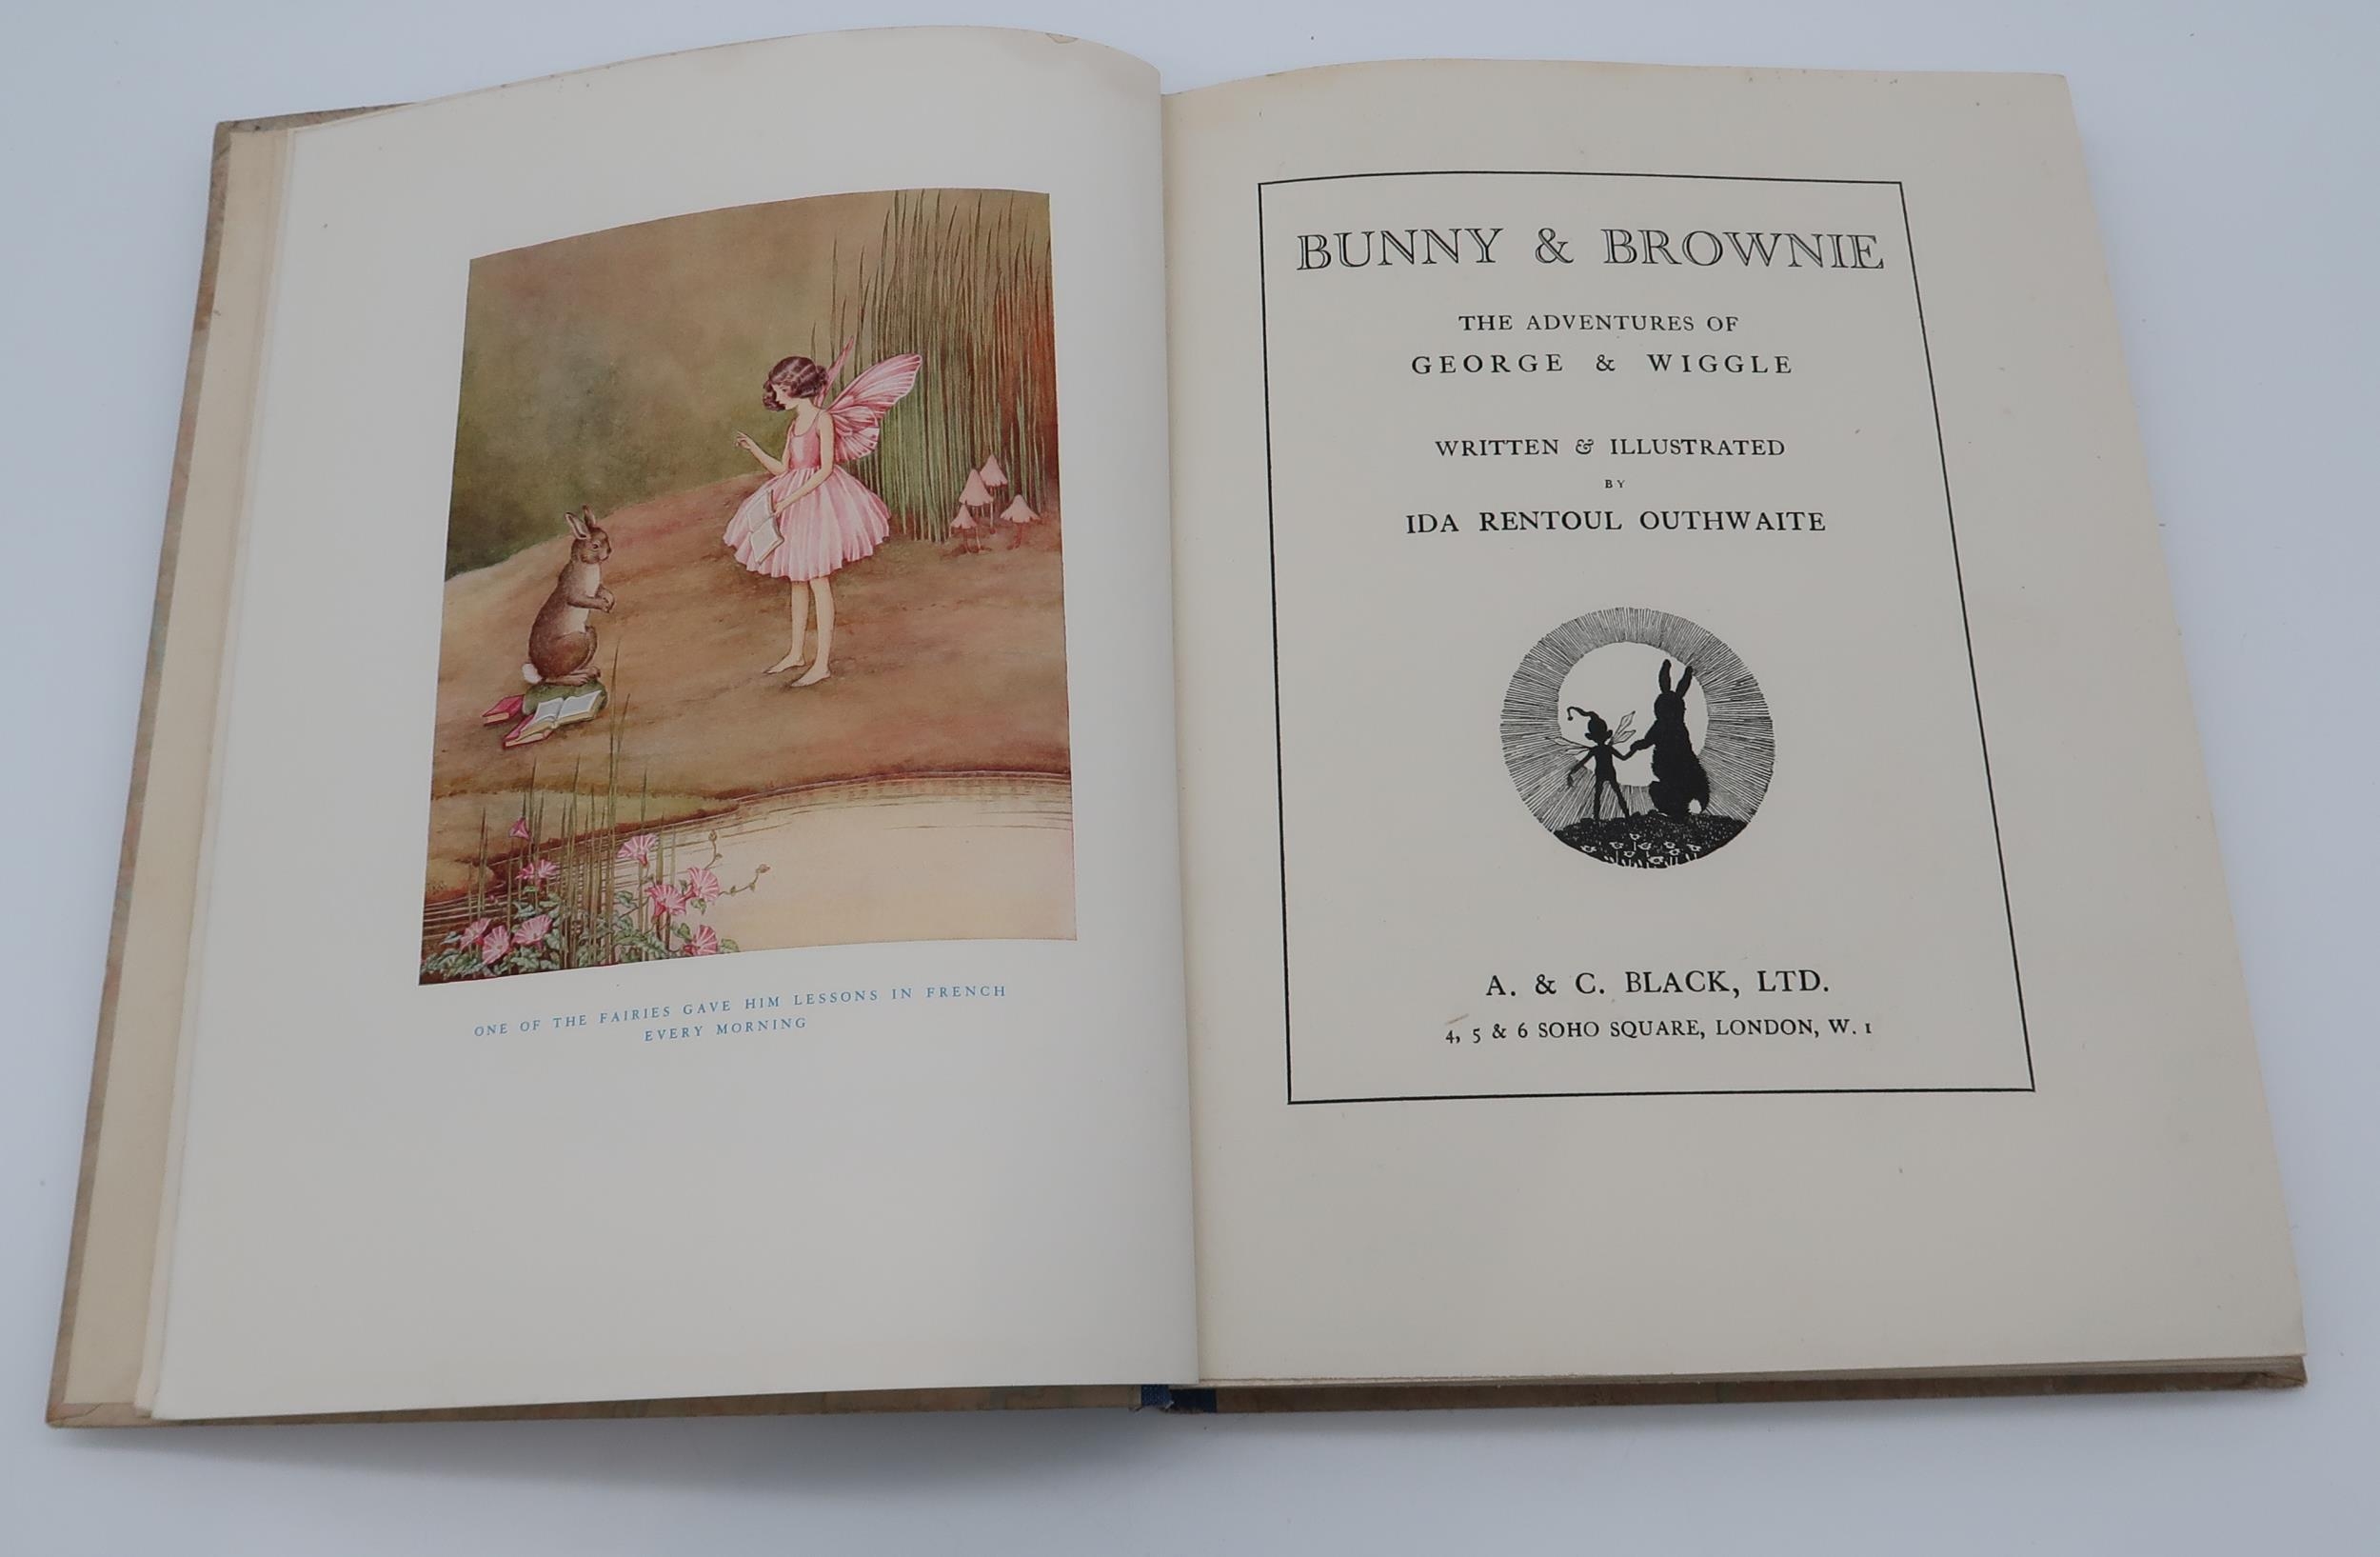 ONE OF THE FAIRIES GAVE HIM LESSONS IN FRENCH
EVERY MORNING
BUNNY & BROWNIE
THE ADVENTURES OF
GEORGE & WIGGLE
WRITTEN & ILLUSTRATED
BY
IDA RENTOUL OUTHWAITE
A. & C. BLACK, LTD.
4, 5 & 6 SOHO SQUARE, LONDON, W. 1